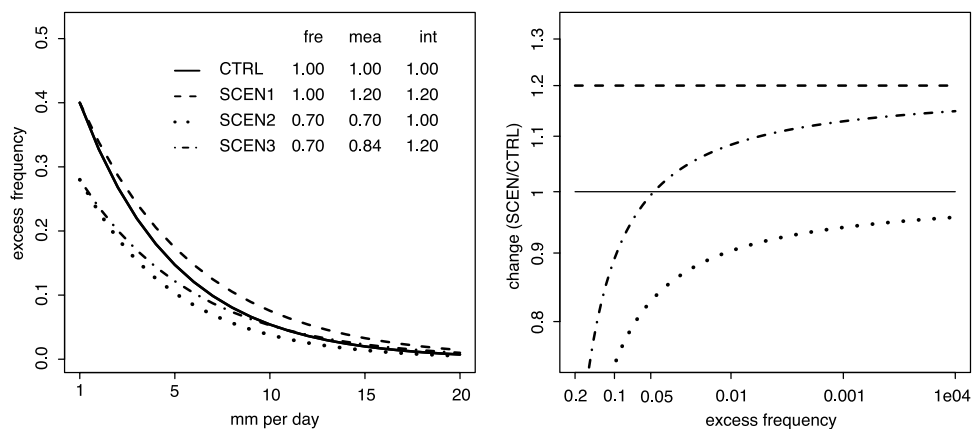 fre mea int
CTRL 1.00 1.00 1.00
SCEN1 1.00 1.20 1.20
SCEN2 0.70 0.70 1.00
SCEN3 0.70 0.84 1.20
excess frequency
0.5
0.4
0.3
0.2
0.1
0.0
1 5 10 15 20
mm per day
change (SCEN/CTRL)
1.3
1.2
1.1
1
0.9
0.8
0.2 0.1 0.05 0.01 0.001 1e04
excess frequency